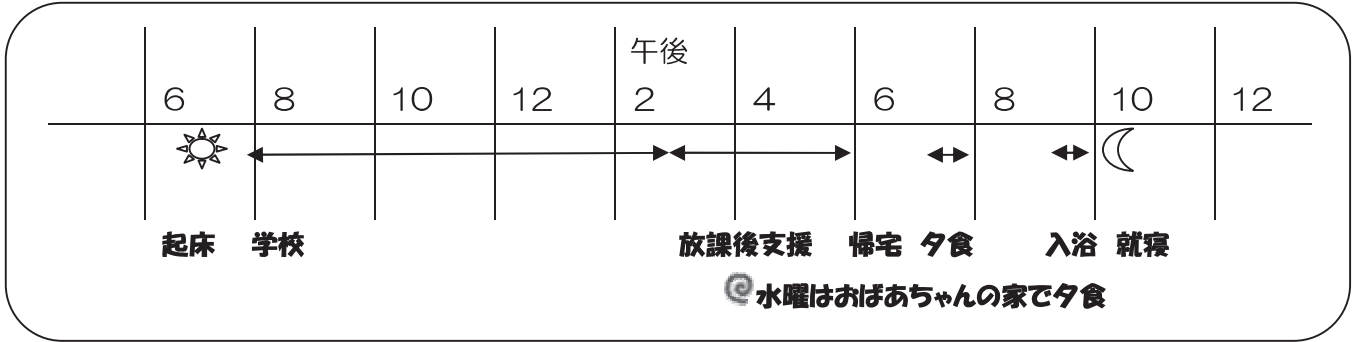 午後
6 8 10 12 2 4 6 8 10 12
起床 学校 放課後支援 帰宅 夕食 入浴 就寝
水曜はおばあちゃんの家で夕食